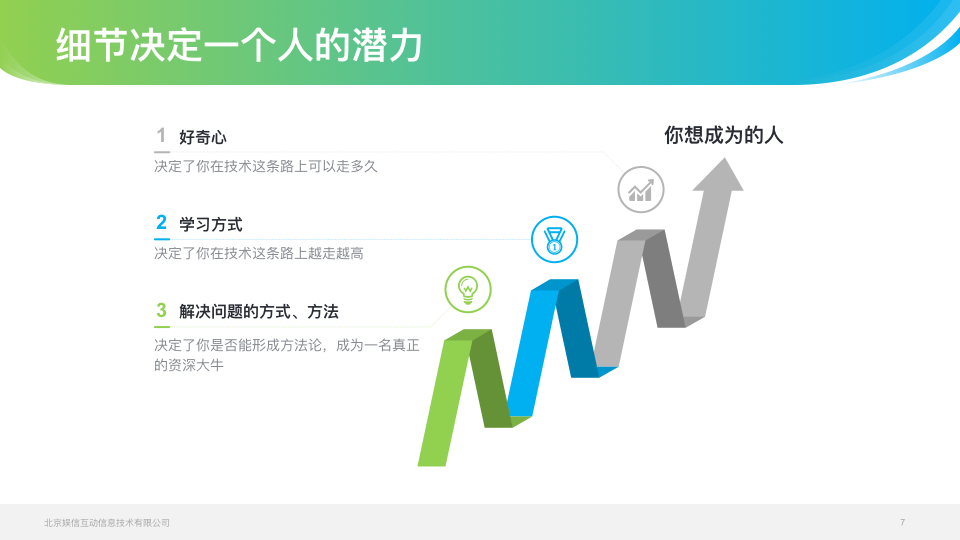 细节决定一个人的潜力
你想成为的人
1 好奇心
决定了你在技术这条路上可以走多久
2 学习方式
决定了你在技术这条路上越走越高
1
3 解决问题的方式、方法
决定了你是否能形成方法论，成为一名真正
的资深大牛
北京娱信互动信息技术有限公司
7